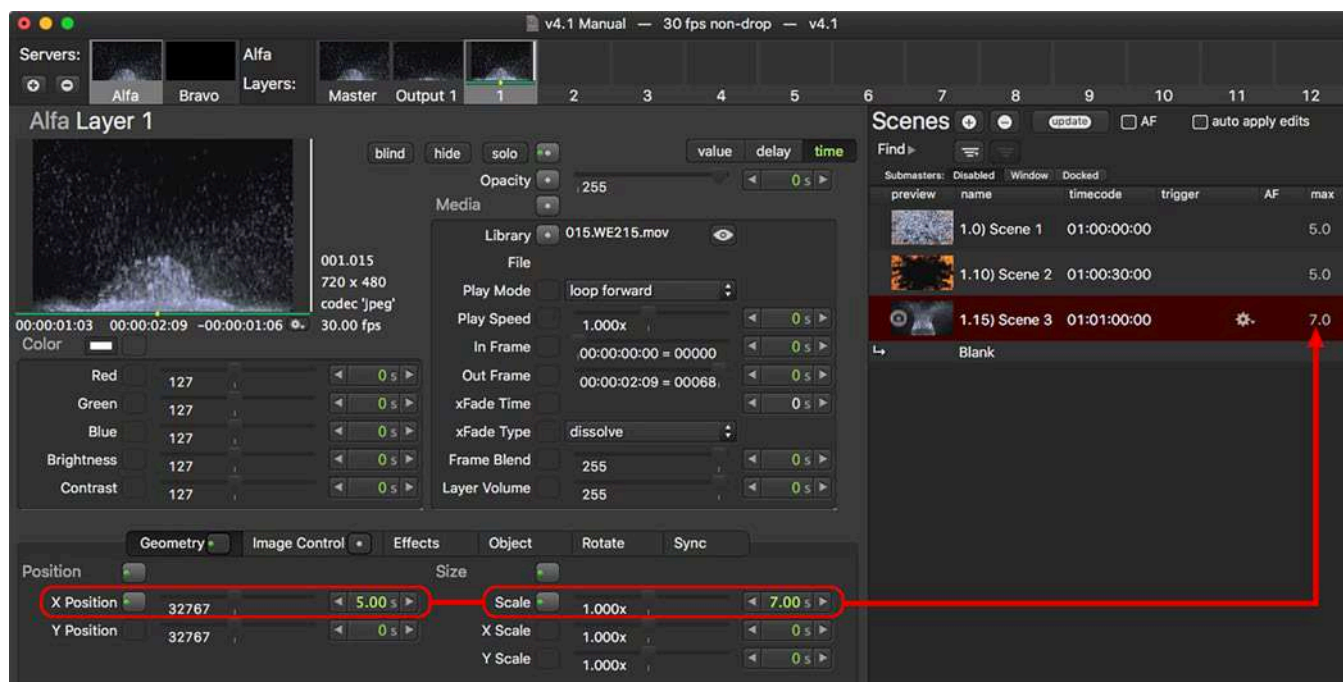 v4.1 Manual — 30 fps non-drop — v4.1
Servers:
Alfa
Bravo
Alfa
Layers:
Master
Output 1
1 2 3 4 5 6 7 8 9 10 11 12
Alfa Layer 1
001.015
720 x 480
codec 'jpeg'
30.00 fps
00:00:01:03 00:00:02:09 -00:00:01:06
Color
Red 127 0 s
Green 127 0 s
Blue 127 0 s
Brightness 127 0 s
Contrast 127 0 s
blind hide solo value delay time
Opacity 255 0 s
Media
Library 015.WE215.mov
File
Play Mode loop forward
Play Speed 1.000x 0 s
In Frame 00:00:00:00 = 00000 0 s
Out Frame 00:00:02:09 = 00068 0 s
xFade Time 0 s
xFade Type dissolve
Frame Blend 255 0 s
Layer Volume 255 0 s
Geometry Image Control Effects Object Rotate Sync
Position
X Position 32767 5.00 s
Y Position 32767 0 s
Size
Scale 1.000x 7.00 s
X Scale 1.000x 0 s
Y Scale 1.000x 0 s
Scenes update AF auto apply edits
Find
Submasters: Disabled Window Docked
preview name timecode trigger AF max
1.0) Scene 1 01:00:00:00 5.0
1.10) Scene 2 01:00:30:00 5.0
1.15) Scene 3 01:01:00:00 7.0
Blank